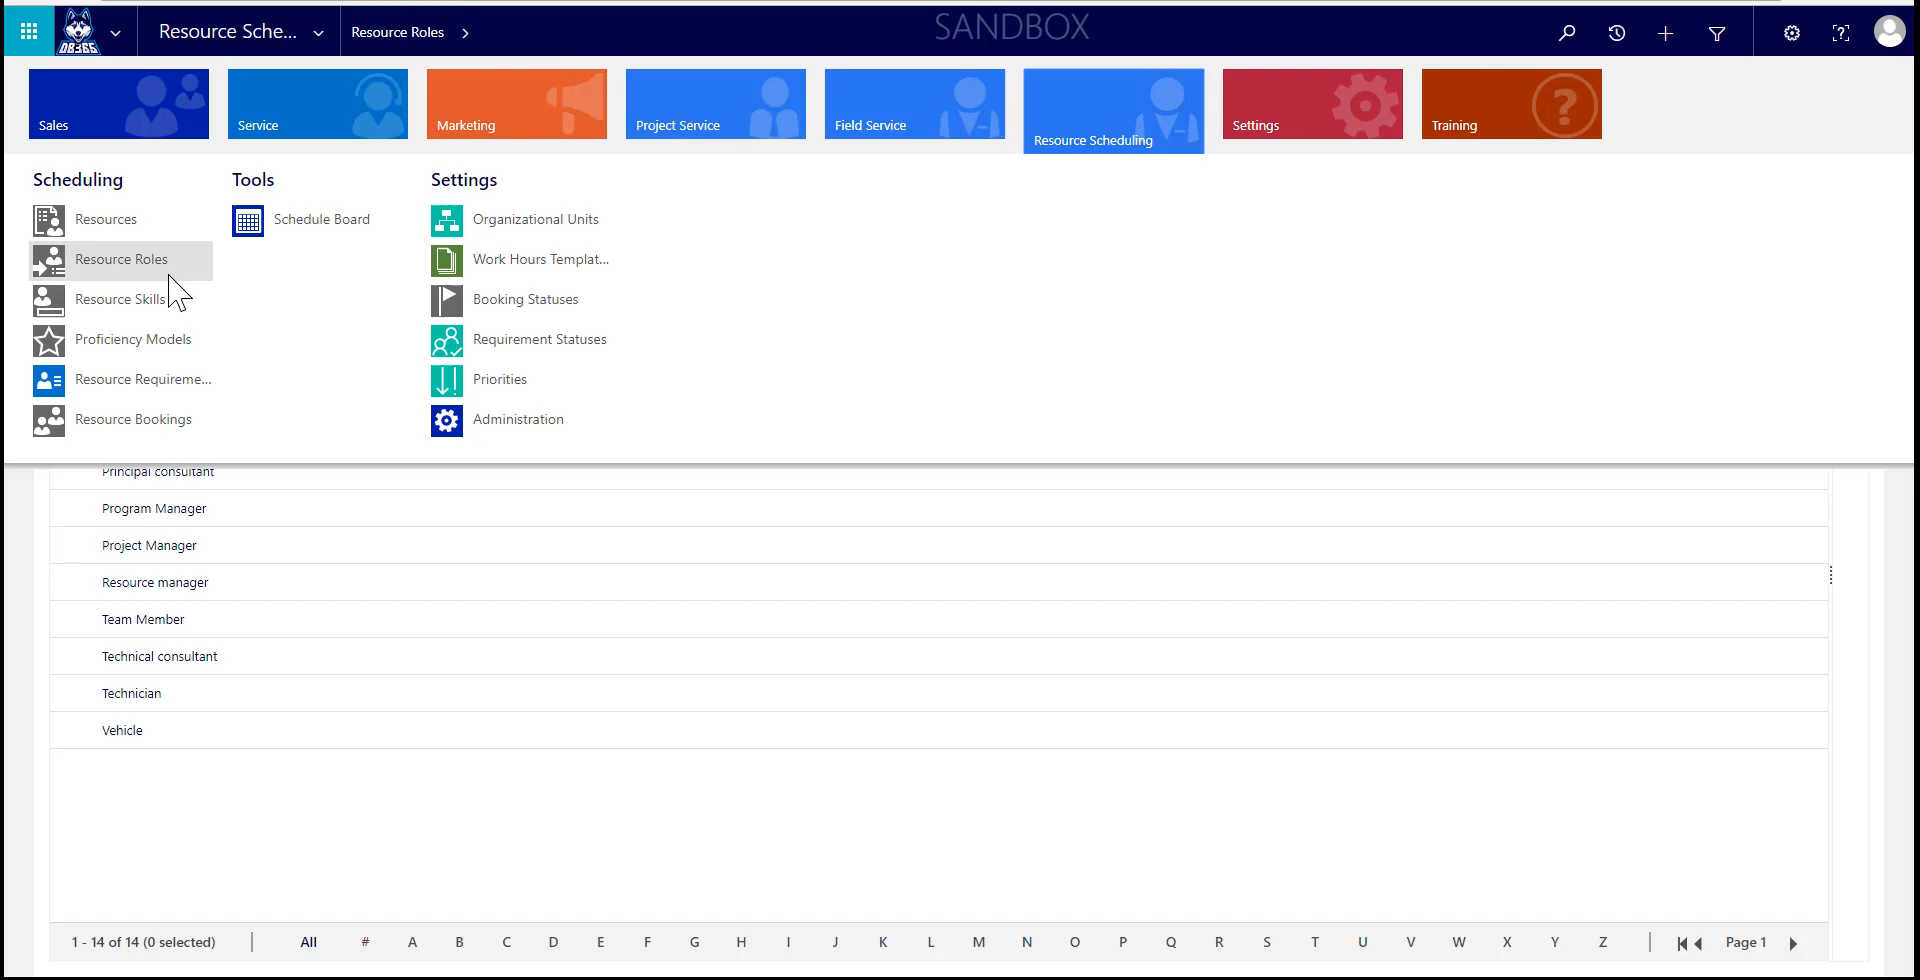 DB365
Resource Sche...
Resource Roles
SANDBOX
Sales
Service
Marketing
Project Service
Field Service
Resource Scheduling
Settings
Training
Scheduling
Resources
Resource Roles
Resource Skills
Proficiency Models
Resource Requireme...
Resource Bookings
Tools
Schedule Board
Settings
Organizational Units
Work Hours Templat...
Booking Statuses
Requirement Statuses
Priorities
Administration
Principal consultant
Program Manager
Project Manager
Resource manager
Team Member
Technical consultant
Technician
Vehicle
1 - 14 of 14 (0 selected) All # A B C D E F G H I J K L M N O P Q R S T U V W X Y Z Page 1